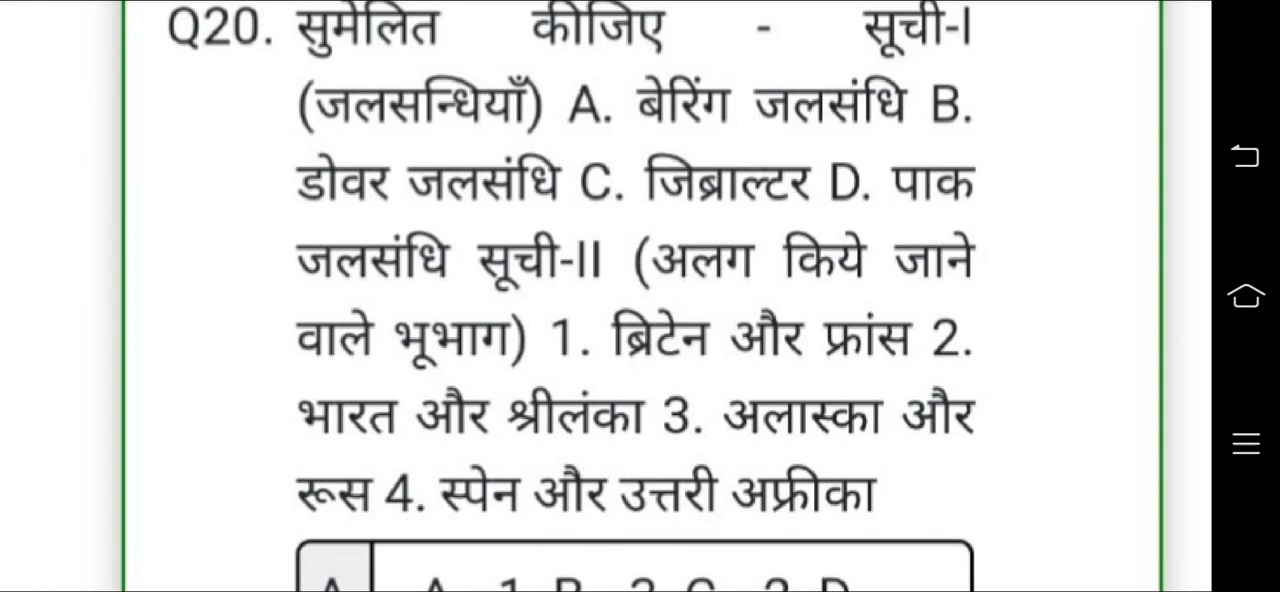 Q20. सुमेलित कीजिए - सूची-I
(जलसन्धियाँ) A. बेरिंग जलसंधि B.
डोवर जलसंधि C. जिब्राल्टर D. पाक
जलसंधि सूची-II (अलग किये जाने
वाले भूभाग) 1. ब्रिटेन और फ्रांस 2.
भारत और श्रीलंका 3. अलास्का और
रूस 4. स्पेन और उत्तरी अफ्रीका